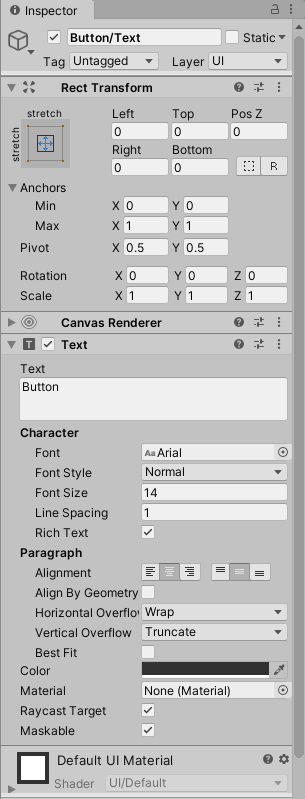 Inspector
Button/Text Static
Tag Untagged Layer UI
Rect Transform
stretch Left Top Pos Z
stretch 0 0 0
Right Bottom
0 0 R
Anchors
Min X 0 Y 0
Max X 1 Y 1
Pivot X 0.5 Y 0.5
Rotation X 0 Y 0 Z 0
Scale X 1 Y 1 Z 1
Canvas Renderer
T Text
Text
Button
Character
Font Aa Arial
Font Style Normal
Font Size 14
Line Spacing 1
Rich Text
Paragraph
Alignment
Align By Geometry
Horizontal Overflow Wrap
Vertical Overflow Truncate
Best Fit
Color
Material None (Material)
Raycast Target
Maskable
Default UI Material
Shader UI/Default